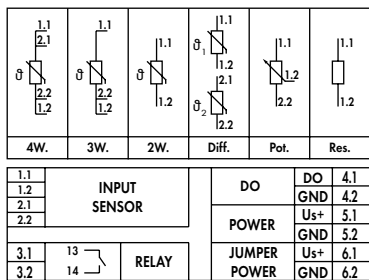 1.1
2.1
ϑ
2.2
1.2
1.1
ϑ
2.2
1.2
1.1
ϑ
1.2
1.1
ϑ1
1.2
2.1
ϑ2
2.2
1.1
1.2
2.2
1.1
1.2
4W. 3W. 2W. Diff. Pot. Res.
1.1
1.2
2.1
2.2
INPUT
SENSOR
3.1 13
3.2 14
RELAY
DO
DO 4.1
GND 4.2
POWER
Us+ 5.1
GND 5.2
JUMPER
POWER
Us+ 6.1
GND 6.2